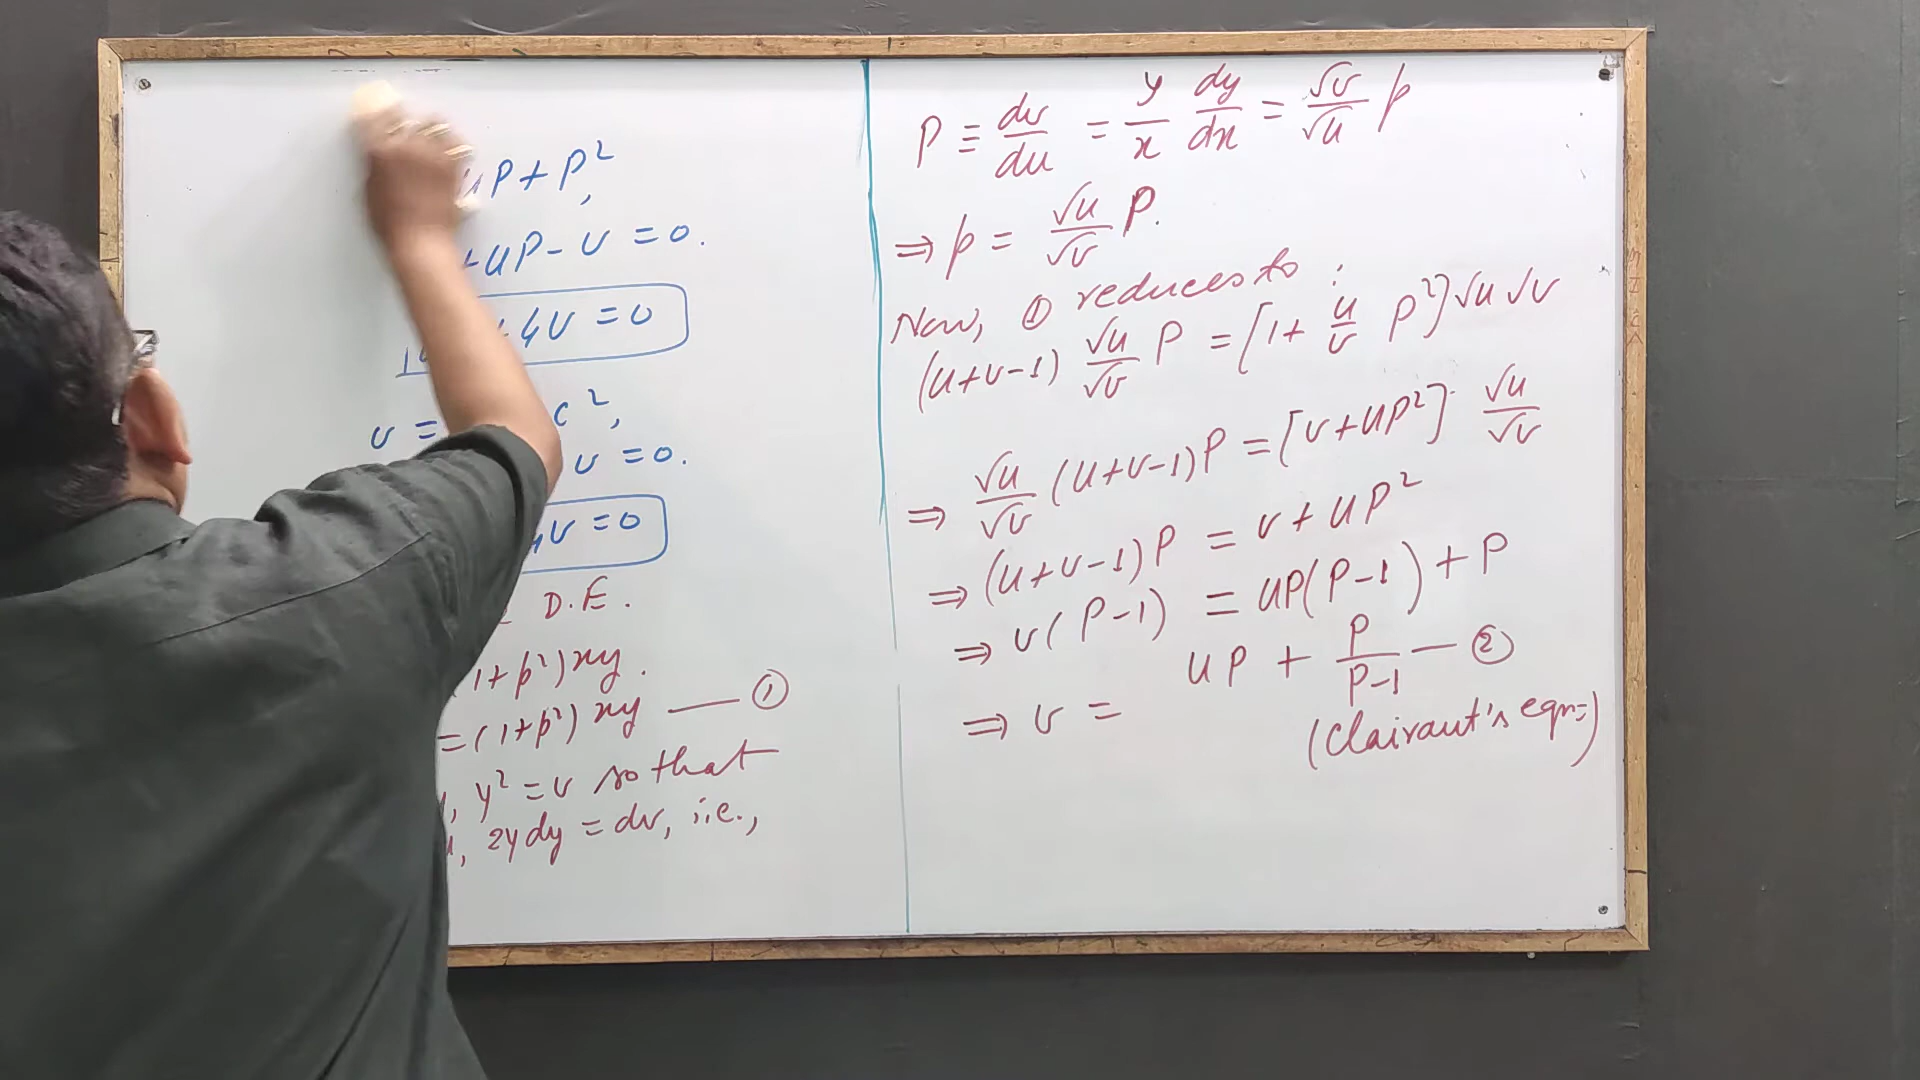 uP + P²,
+ uP - v = 0.
+ 4v = 0
v = c²,
v = 0.
4v = 0
D.E.
(1+p²)xy.
= (1+p²) xy — ①
, y² = v so that
, 2y dy = dv, i.e.,
P ≡ dv/du = y/x dy/dx = √v/√u p
⇒ p = √u/√v P.
Now, ① reduces to :
(u+v-1) √u/√v P = [1 + u/v P²] √u √v
⇒ √u/√v (u+v-1)P = [v+uP²] √u/√v
⇒ (u+v-1)P = v + uP²
⇒ v(P-1) = uP(P-1) + P
⇒ v = uP + P/(P-1) — ②
(Clairaut's eqn=)